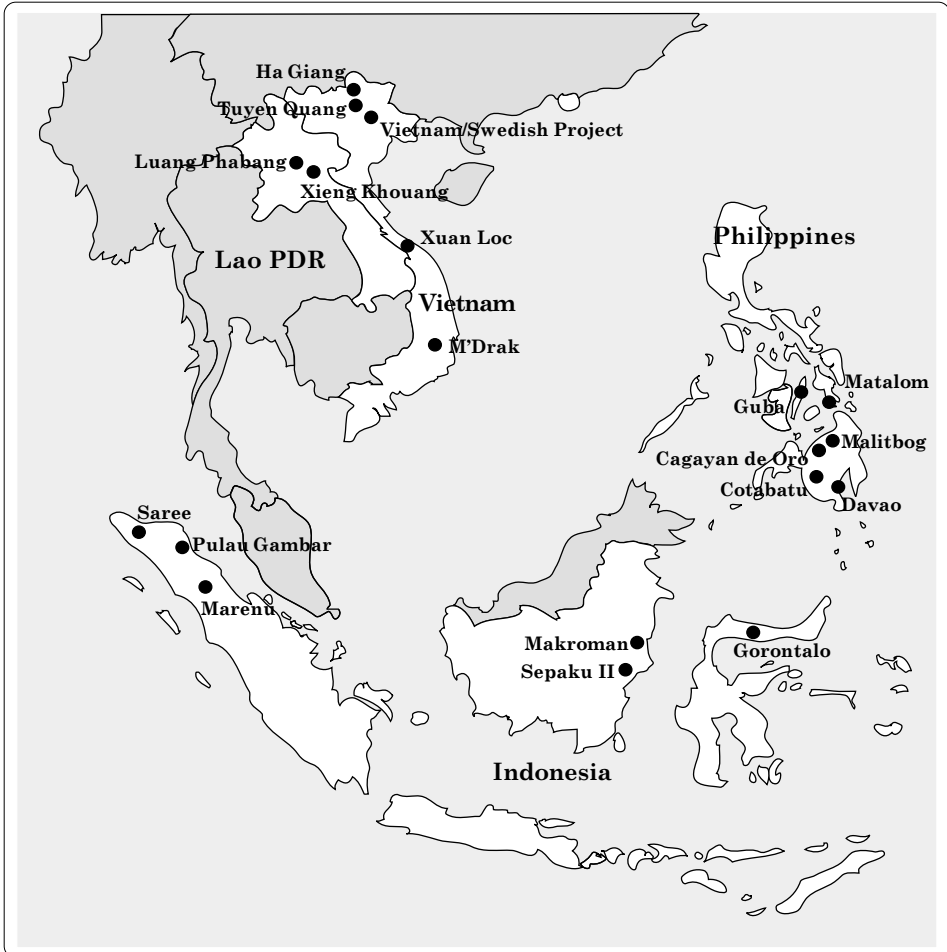 Ha Giang
Tuyen Quang
Vietnam/Swedish Project
Luang Phabang
Xieng Khouang
Xuan Loc
Philippines
Lao PDR
Vietnam
M'Drak
Matalom
Guba
Malitbog
Cagayan de Oro
Cotabatu
Davao
Saree
Pulau Gambar
Marenu
Makroman
Gorontalo
Sepaku II
Indonesia